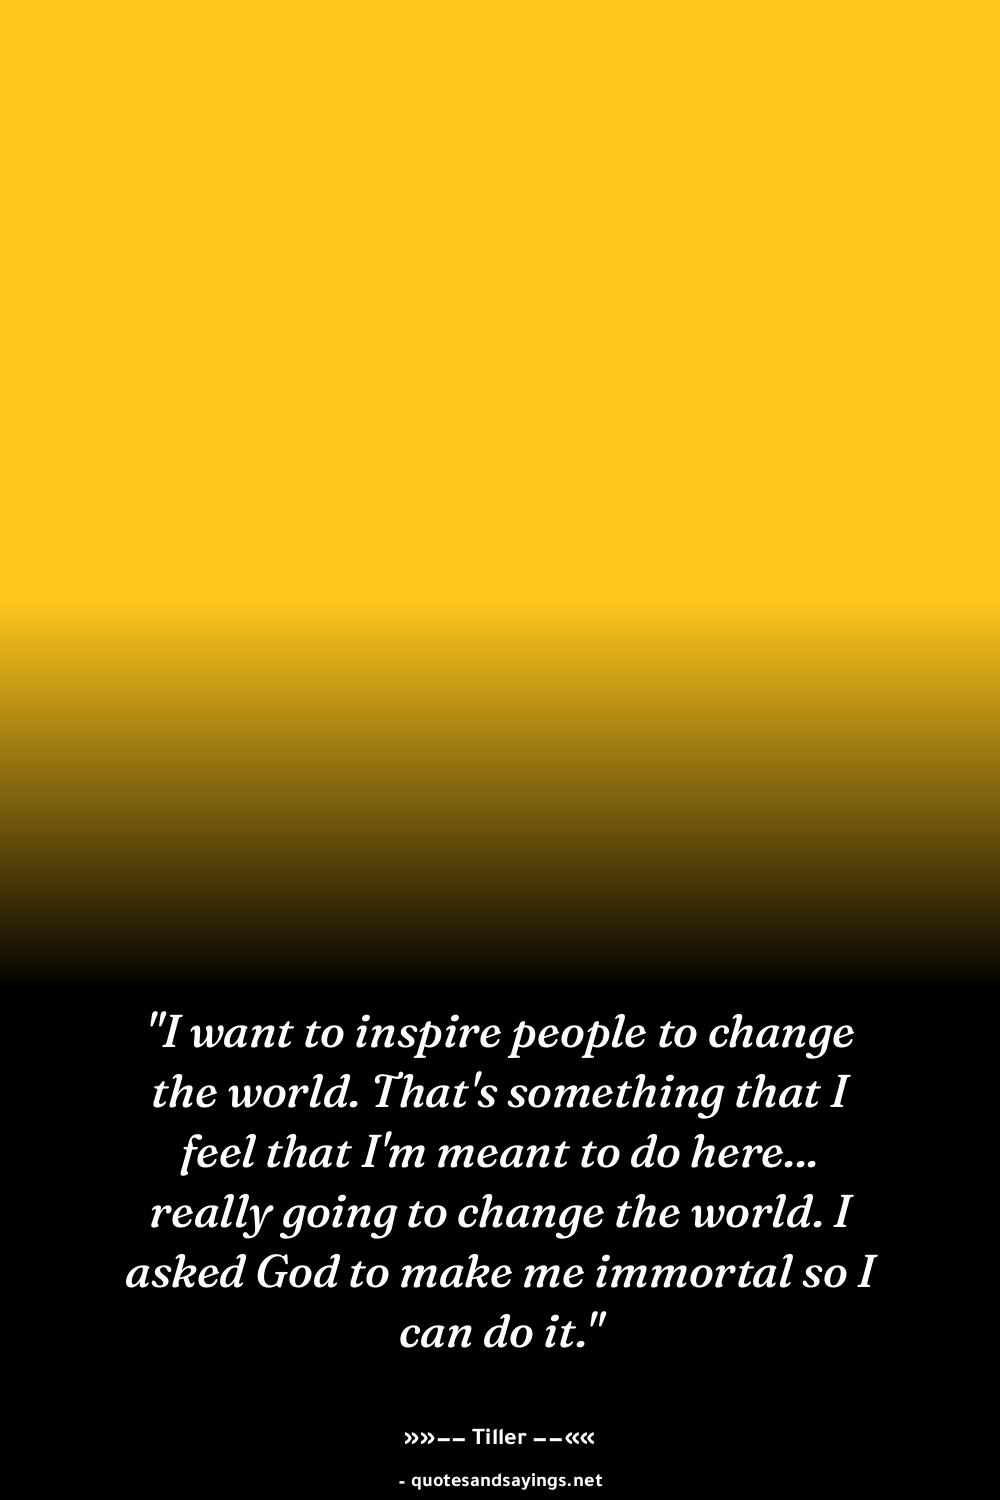 "I want to inspire people to change
the world. That's something that I
feel that I'm meant to do here...
really going to change the world. I
asked God to make me immortal so I
can do it."
»»−− Tiller −−««
- quotesandsayings.net